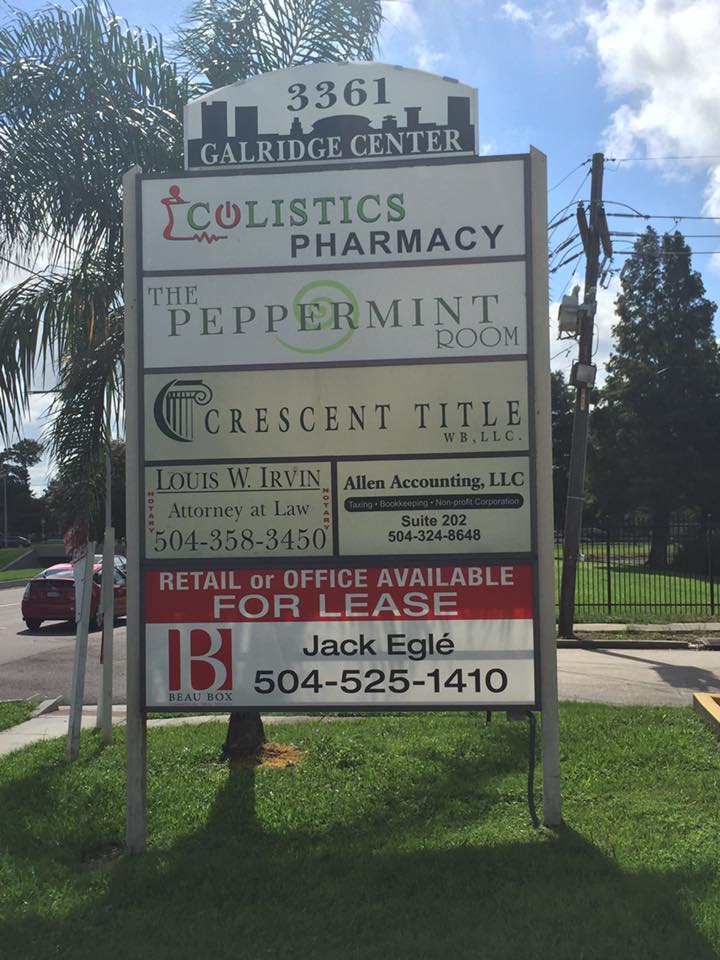 3361
GALRIDGE CENTER
COLISTICS
PHARMACY
THE
PEPPERMINT
ROOM
CRESCENT TITLE
WB, LLC.
LOUIS W. IRVIN
NOTARY
Attorney at Law
NOTARY
504-358-3450
Allen Accounting, LLC
Taxing • Bookkeeping • Non-profit Corporation
Suite 202
504-324-8648
RETAIL or OFFICE AVAILABLE
FOR LEASE
B
BEAU BOX
Jack Eglé
504-525-1410